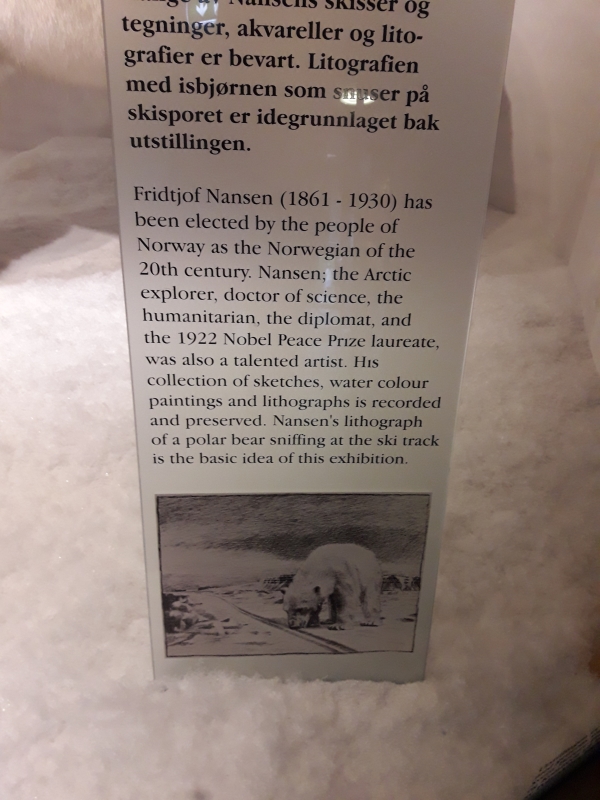 av Nansens skisser og
tegninger, akvareller og lito-
grafier er bevart. Litografien
med isbjørnen som snuser på
skisporet er idegrunnlaget bak
utstillingen.
Fridtjof Nansen (1861 - 1930) has
been elected by the people of
Norway as the Norwegian of the
20th century. Nansen; the Arctic
explorer, doctor of science, the
humanitarian, the diplomat, and
the 1922 Nobel Peace Prize laureate,
was also a talented artist. His
collection of sketches, water colour
paintings and lithographs is recorded
and preserved. Nansen's lithograph
of a polar bear sniffing at the ski track
is the basic idea of this exhibition.